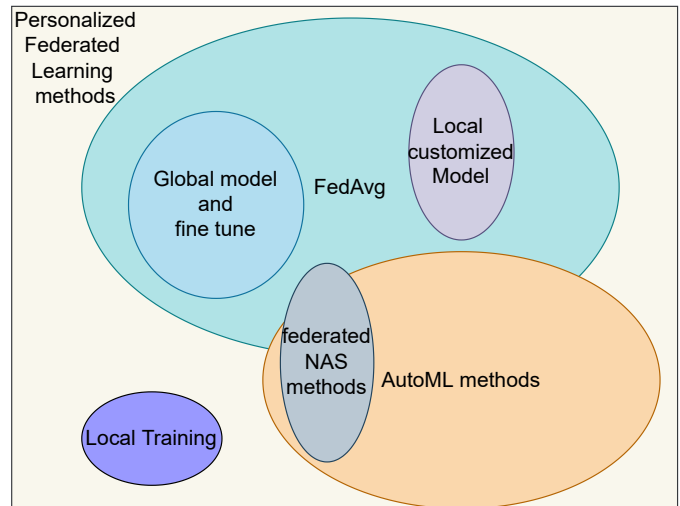 Personalized
Federated
Learning
methods
Local
customized
Model
Global model
and
fine tune
FedAvg
federated
NAS
methods
AutoML methods
Local Training